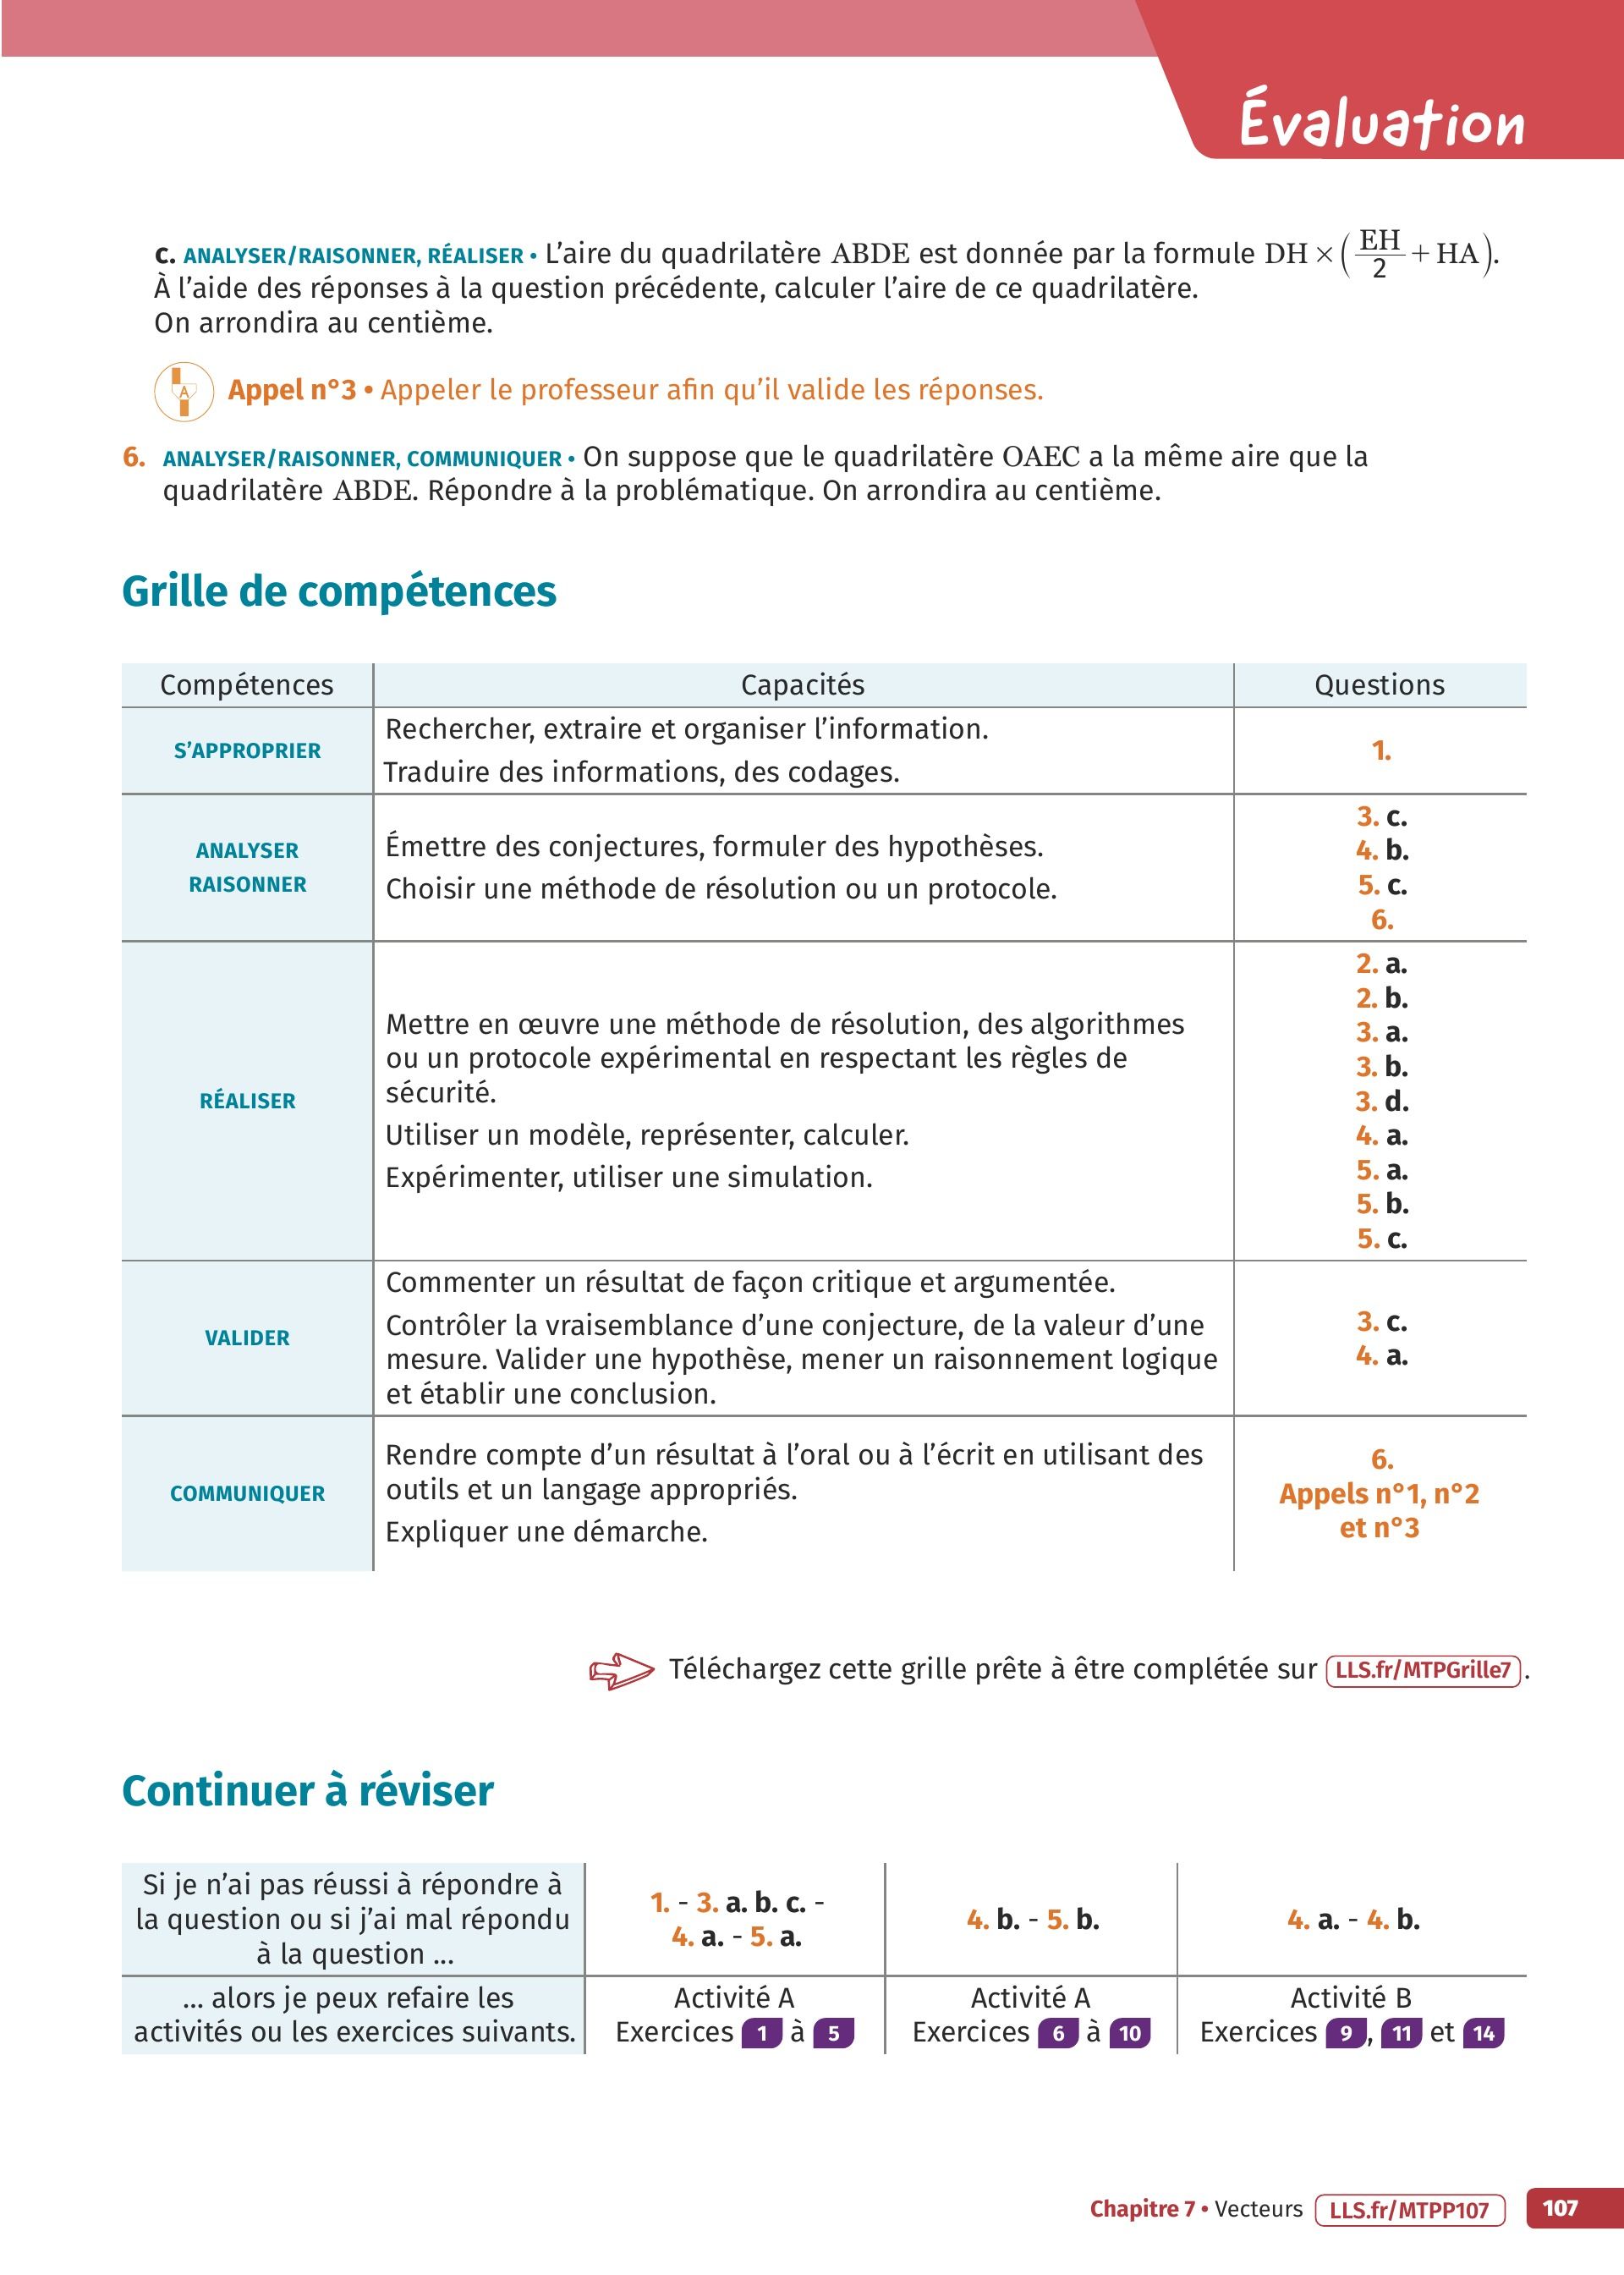 Évaluation
c. ANALYSER/RAISONNER, RÉALISER • L’aire du quadrilatère ABDE est donnée par la formule DH × ( EH/2 + HA ).
À l’aide des réponses à la question précédente, calculer l’aire de ce quadrilatère.
On arrondira au centième.
A
Appel n°3 • Appeler le professeur afin qu’il valide les réponses.
6. ANALYSER/RAISONNER, COMMUNIQUER • On suppose que le quadrilatère OAEC a la même aire que la
quadrilatère ABDE. Répondre à la problématique. On arrondira au centième.
Grille de compétences
Compétences Capacités Questions
S’APPROPRIER
Rechercher, extraire et organiser l’information.
Traduire des informations, des codages.
1.
ANALYSER
RAISONNER
Émettre des conjectures, formuler des hypothèses.
Choisir une méthode de résolution ou un protocole.
3. c.
4. b.
5. c.
6.
RÉALISER
Mettre en œuvre une méthode de résolution, des algorithmes
ou un protocole expérimental en respectant les règles de
sécurité.
Utiliser un modèle, représenter, calculer.
Expérimenter, utiliser une simulation.
2. a.
2. b.
3. a.
3. b.
3. d.
4. a.
5. a.
5. b.
5. c.
VALIDER
Commenter un résultat de façon critique et argumentée.
Contrôler la vraisemblance d’une conjecture, de la valeur d’une
mesure. Valider une hypothèse, mener un raisonnement logique
et établir une conclusion.
3. c.
4. a.
COMMUNIQUER
Rendre compte d’un résultat à l’oral ou à l’écrit en utilisant des
outils et un langage appropriés.
Expliquer une démarche.
6.
Appels n°1, n°2
et n°3
Téléchargez cette grille prête à être complétée sur LLS.fr/MTPGrille7 .
Continuer à réviser
Si je n’ai pas réussi à répondre à
la question ou si j’ai mal répondu
à la question ...
1. - 3. a. b. c. -
4. a. - 5. a.
4. b. - 5. b.
4. a. - 4. b.
... alors je peux refaire les
activités ou les exercices suivants.
Activité A
Exercices 1 à 5
Activité A
Exercices 6 à 10
Activité B
Exercices 9 , 11 et 14
Chapitre 7 • Vecteurs LLS.fr/MTPP107 107